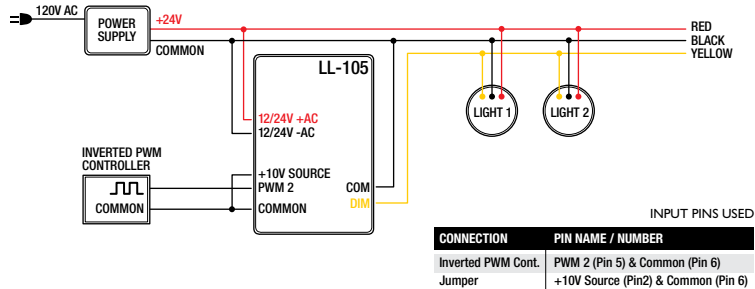 120V AC
POWER
SUPPLY
+24V
COMMON
RED
BLACK
YELLOW
LL-105
12/24V +AC
12/24V -AC
LIGHT 1
LIGHT 2
INVERTED PWM
CONTROLLER
COMMON
+10V SOURCE
PWM 2
COMMON
COM
DIM
INPUT PINS USED
CONNECTION PIN NAME / NUMBER
Inverted PWM Cont. PWM 2 (Pin 5) & Common (Pin 6)
Jumper +10V Source (Pin2) & Common (Pin 6)